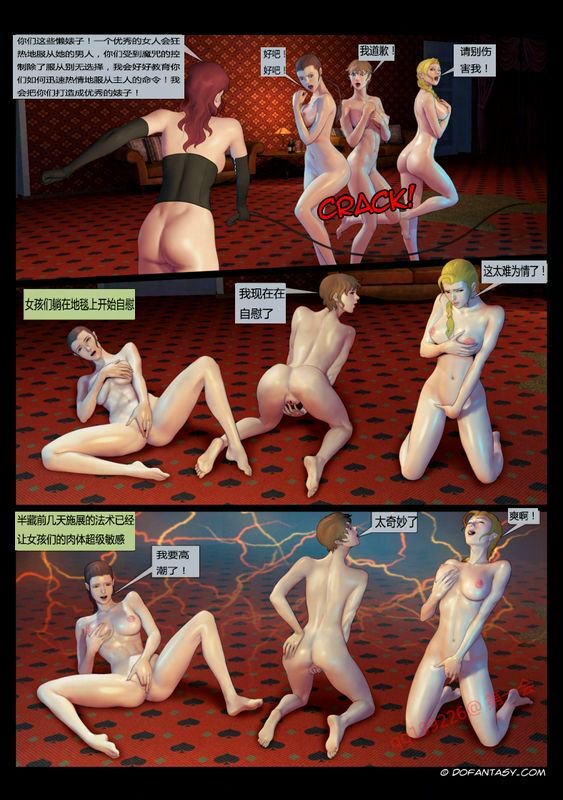 你们这些懒婊子！一个优秀的女人会狂
热地服从她的男人，你们受到魔咒的控
制除了服从别无选择，我会好好教育你
们如何迅速热情地服从主人的命令！我
会把你们打造成优秀的婊子！
好吧！
好吧！
我道歉！
请别伤
害我！
CRACK!
女孩们躺在地毯上开始自慰
我现在在
自慰了
这太难为情了！
半藏前几天施展的法术已经
让女孩们的肉体超级敏感
我要高
潮了！
太奇妙了
爽啊！
© DOFANTASY.COM